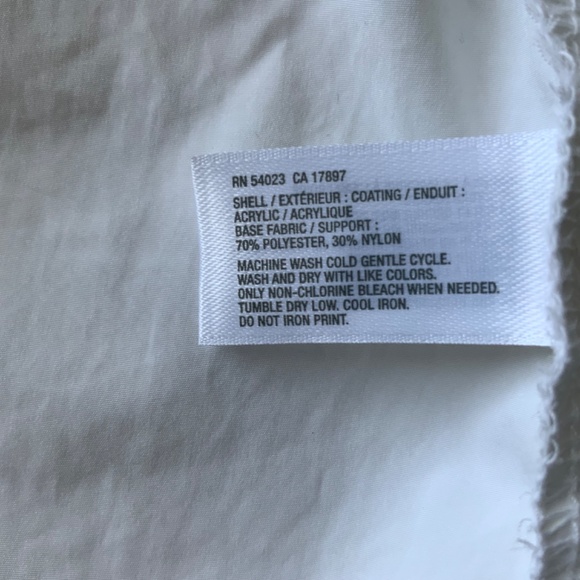 RN 54023 CA 17897
SHELL / EXTÉRIEUR : COATING / ENDUIT :
ACRYLIC / ACRYLIQUE
BASE FABRIC / SUPPORT :
70% POLYESTER, 30% NYLON
MACHINE WASH COLD GENTLE CYCLE.
WASH AND DRY WITH LIKE COLORS.
ONLY NON-CHLORINE BLEACH WHEN NEEDED.
TUMBLE DRY LOW. COOL IRON.
DO NOT IRON PRINT.